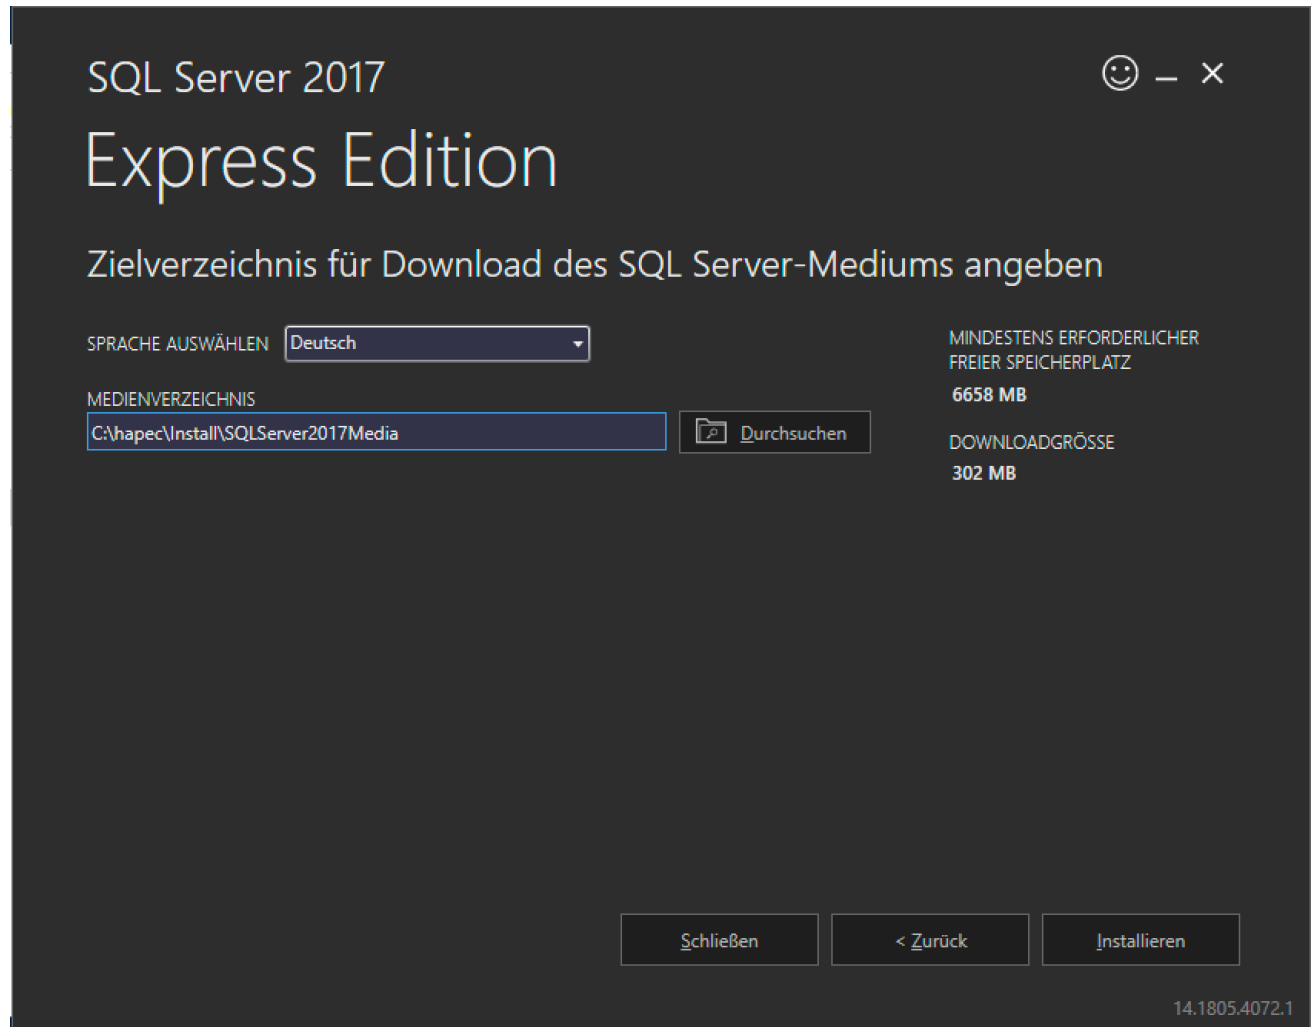 SQL Server 2017
Express Edition
Zielverzeichnis für Download des SQL Server-Mediums angeben
SPRACHE AUSWÄHLEN Deutsch
MEDIENVERZEICHNIS
C:\hapec\Install\SQLServer2017Media
Durchsuchen
MINDESTENS ERFORDERLICHER
FREIER SPEICHERPLATZ
6658 MB
DOWNLOADGRÖSSE
302 MB
Schließen
< Zurück
Installieren
14.1805.4072.1